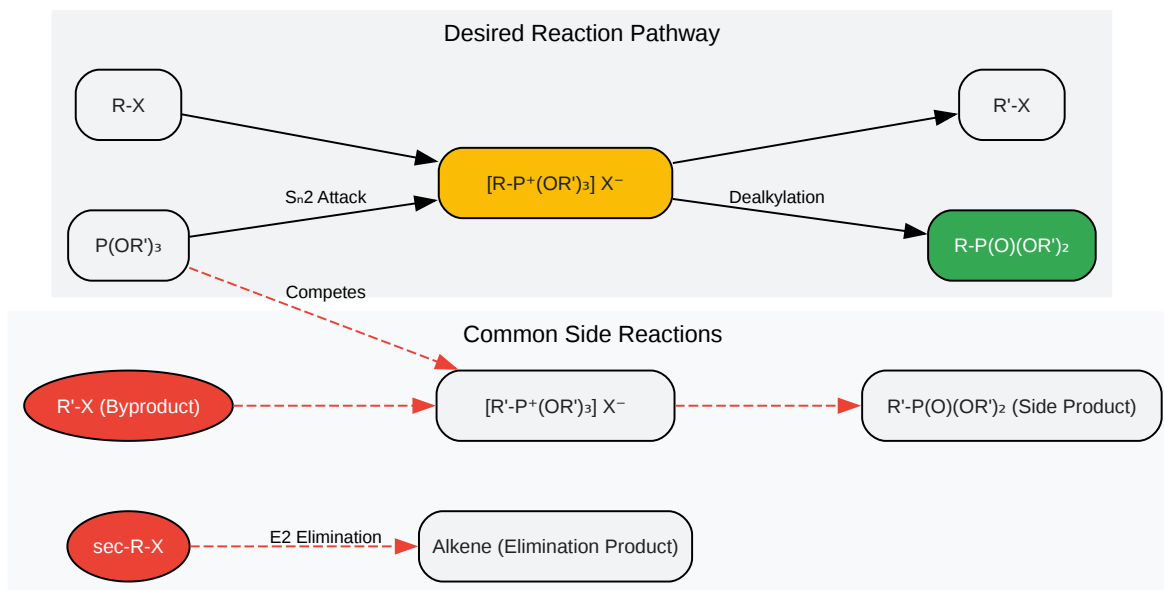 Desired Reaction Pathway
R-X
R'-X
[R-P⁺(OR')₃] X⁻
Sₙ2 Attack
Dealkylation
P(OR')₃
R-P(O)(OR')₂
Competes
Common Side Reactions
R'-X (Byproduct)
[R'-P⁺(OR')₃] X⁻
R'-P(O)(OR')₂ (Side Product)
sec-R-X
E2 Elimination
Alkene (Elimination Product)